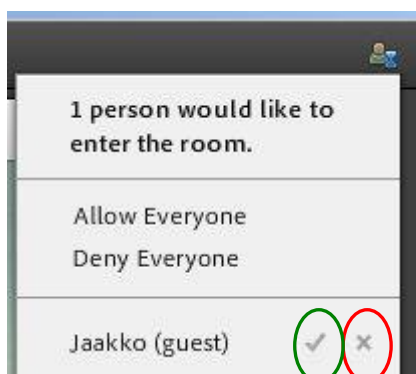 1 person would like to
enter the room.
Allow Everyone
Deny Everyone
Jaakko (guest)